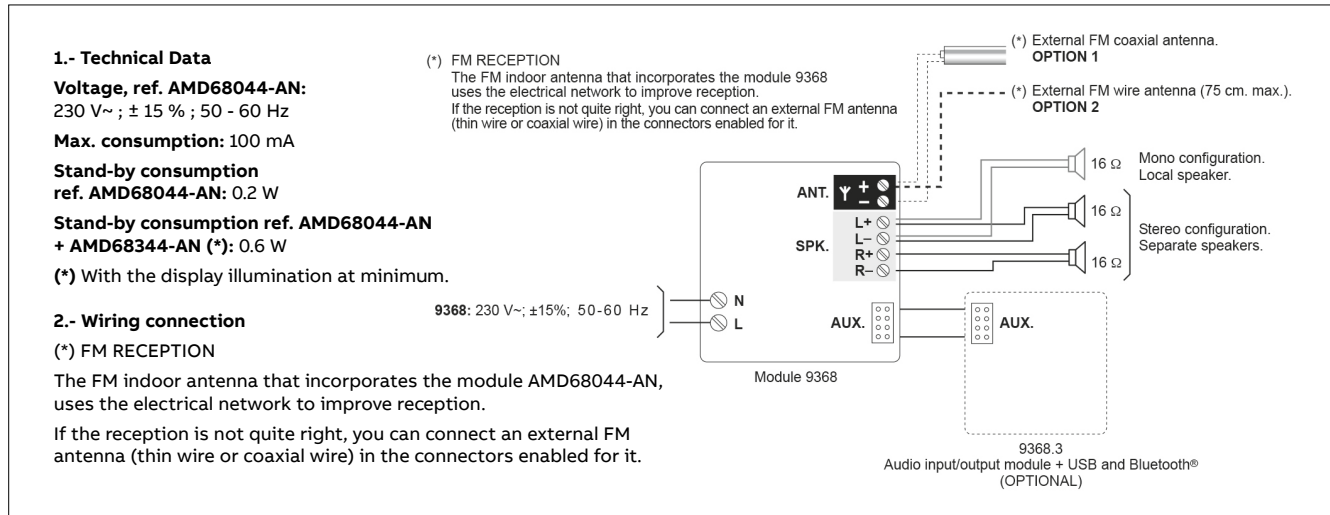 1.- Technical Data
Voltage, ref. AMD68044-AN:
230 V~ ; ± 15 % ; 50 - 60 Hz
Max. consumption: 100 mA
Stand-by consumption
ref. AMD68044-AN: 0.2 W
Stand-by consumption ref. AMD68044-AN
+ AMD68344-AN (*): 0.6 W
(*) With the display illumination at minimum.
2.- Wiring connection
(*) FM RECEPTION
The FM indoor antenna that incorporates the module AMD68044-AN,
uses the electrical network to improve reception.
If the reception is not quite right, you can connect an external FM
antenna (thin wire or coaxial wire) in the connectors enabled for it.
(*) FM RECEPTION
The FM indoor antenna that incorporates the module 9368
uses the electrical network to improve reception.
If the reception is not quite right, you can connect an external FM antenna
(thin wire or coaxial wire) in the connectors enabled for it.
(*) External FM coaxial antenna.
OPTION 1
(*) External FM wire antenna (75 cm. max.).
OPTION 2
ANT. + –
SPK.
L+
L–
R+
R–
16 Ω
Mono configuration.
Local speaker.
16 Ω
16 Ω
Stereo configuration.
Separate speakers.
9368: 230 V~; ±15%; 50-60 Hz
N
L
AUX.
AUX.
Module 9368
9368.3
Audio input/output module + USB and Bluetooth®
(OPTIONAL)